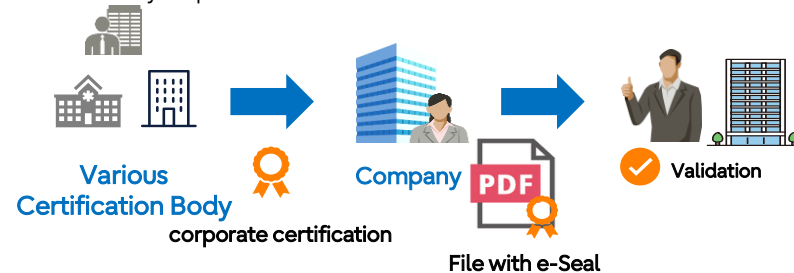 Various
Certification Body
corporate certification
Company
PDF
File with e-Seal
Validation